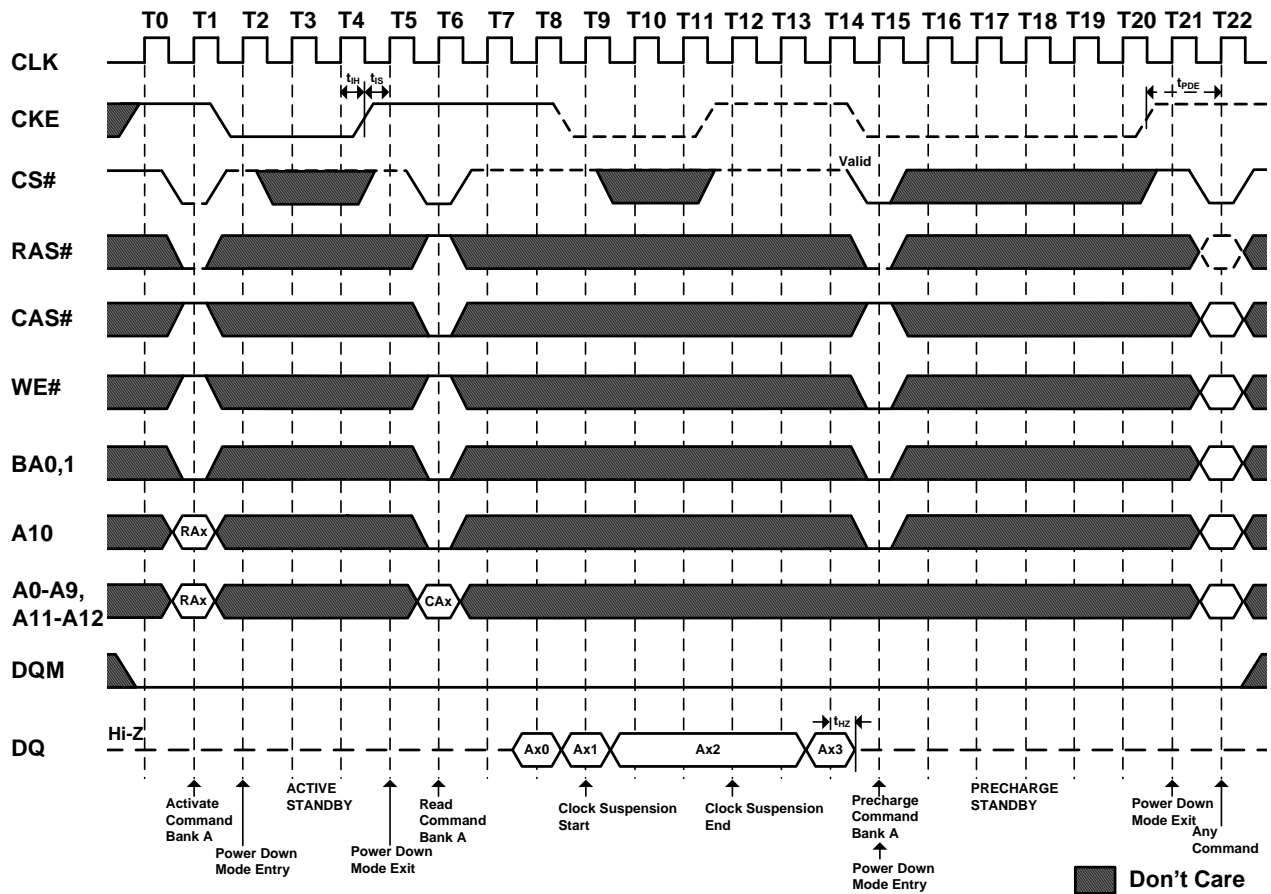 T0 T1 T2 T3 T4 T5 T6 T7 T8 T9 T10 T11 T12 T13 T14 T15 T16 T17 T18 T19 T20 T21 T22
CLK
tIH tIS
tPDE
CKE
Valid
CS#
RAS#
CAS#
WE#
BA0,1
A10
RAx
A0-A9,
A11-A12
RAx
CAx
DQM
Hi-Z
tHZ
DQ
Ax0 Ax1 Ax2 Ax3
Activate
Command
Bank A
Power Down
Mode Entry
ACTIVE
STANDBY
Power Down
Mode Exit
Read
Command
Bank A
Clock Suspension
Start
Clock Suspension
End
Precharge
Command
Bank A
Power Down
Mode Entry
PRECHARGE
STANDBY
Power Down
Mode Exit
Any
Command
Don't Care